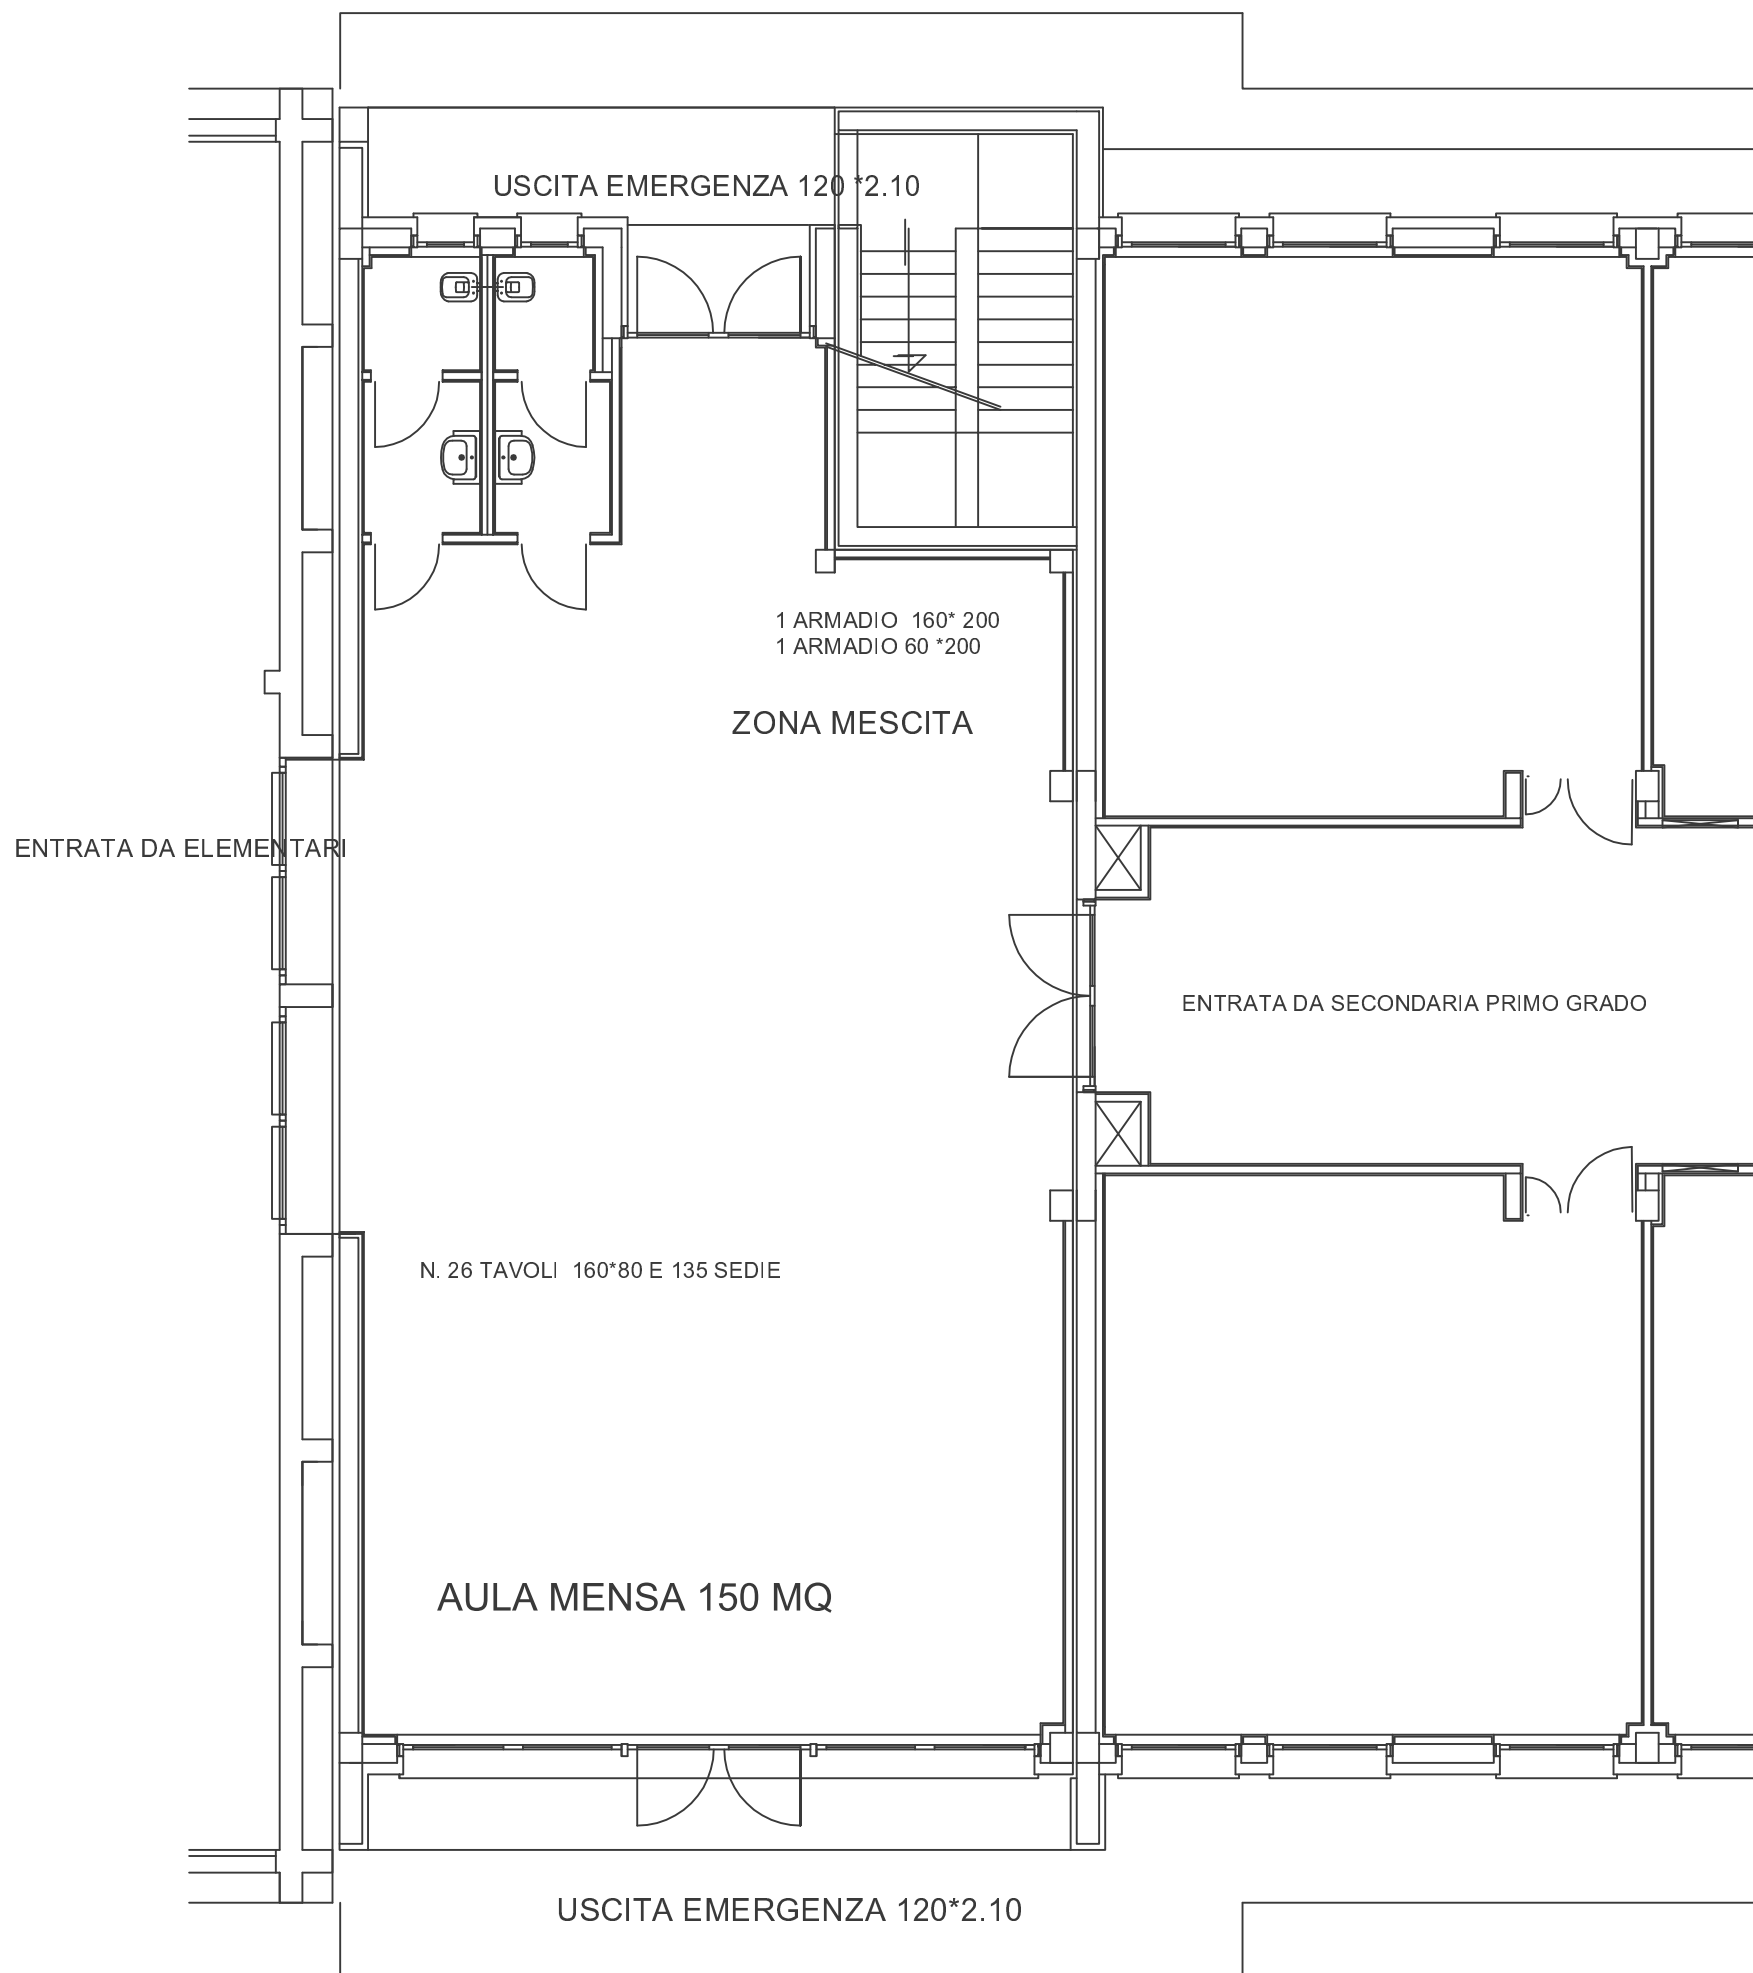 USCITA EMERGENZA 120 *2.10
1 ARMADIO 160* 200
1 ARMADIO 60 *200
ZONA MESCITA
ENTRATA DA ELEMENTARI
ENTRATA DA SECONDARIA PRIMO GRADO
N. 26 TAVOLI 160*80 E 135 SEDIE
AULA MENSA 150 MQ
USCITA EMERGENZA 120*2.10